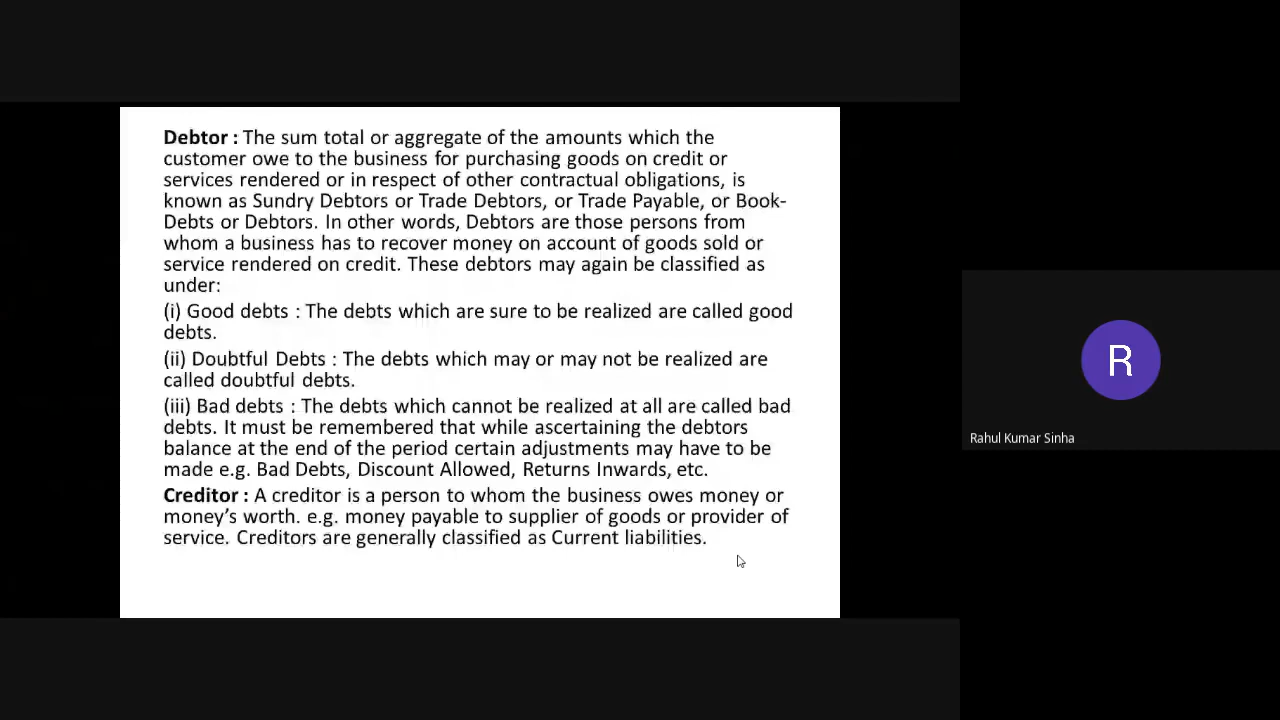 Debtor : The sum total or aggregate of the amounts which the
customer owe to the business for purchasing goods on credit or
services rendered or in respect of other contractual obligations, is
known as Sundry Debtors or Trade Debtors, or Trade Payable, or Book-
Debts or Debtors. In other words, Debtors are those persons from
whom a business has to recover money on account of goods sold or
service rendered on credit. These debtors may again be classified as
under:
(i) Good debts : The debts which are sure to be realized are called good
debts.
(ii) Doubtful Debts : The debts which may or may not be realized are
called doubtful debts.
(iii) Bad debts : The debts which cannot be realized at all are called bad
debts. It must be remembered that while ascertaining the debtors
balance at the end of the period certain adjustments may have to be
made e.g. Bad Debts, Discount Allowed, Returns Inwards, etc.
Creditor : A creditor is a person to whom the business owes money or
money’s worth. e.g. money payable to supplier of goods or provider of
service. Creditors are generally classified as Current liabilities.
R
Rahul Kumar Sinha